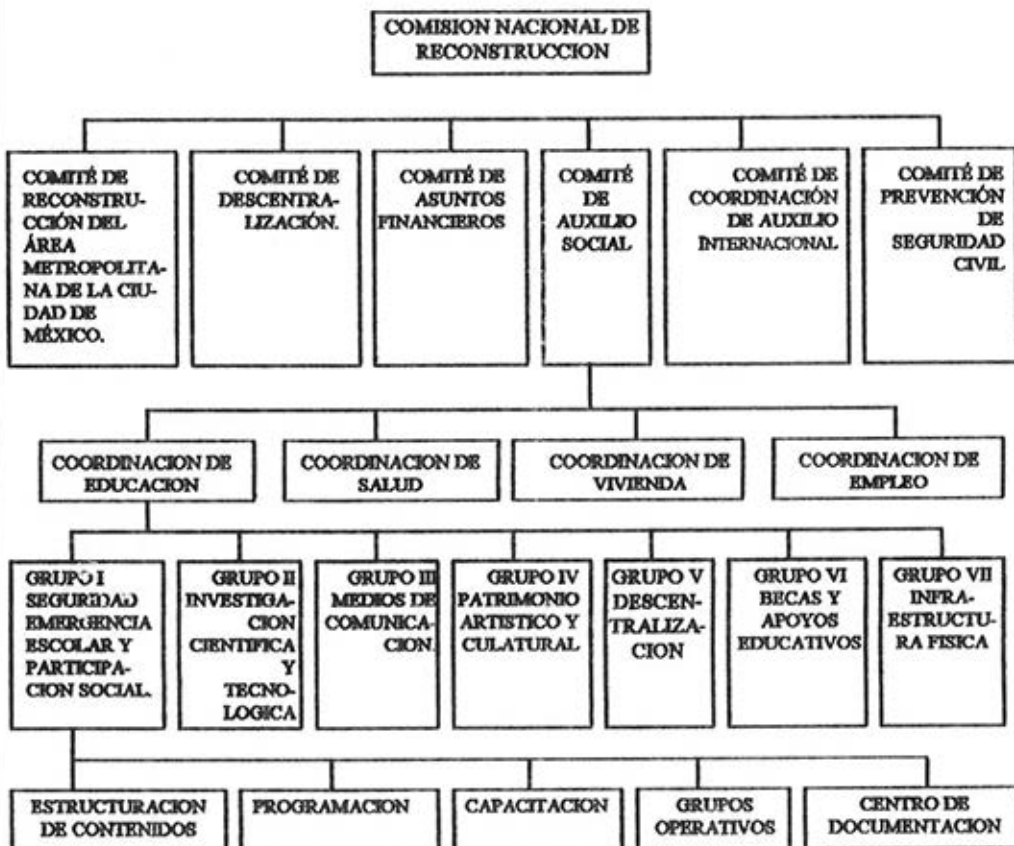 COMISION NACIONAL DE
RECONSTRUCCION
COMITÉ DE
RECONSTRU-
CCIÓN DEL
ÁREA
METROPOLITA-
NA DE LA CIU-
DAD DE
MÉXICO.
COMITÉ DE
DESCENTRA-
LIZACIÓN.
COMITÉ DE
ASUNTOS
FINANCIEROS
COMITÉ
DE
AUXILIO
SOCIAL
COMITÉ DE
COORDINACIÓN
DE AUXILIO
INTERNACIONAL
COMITÉ DE
PREVENCIÓN
DE
SEGURIDAD
CIVIL
COORDINACION DE
EDUCACION
COORDINACION DE
SALUD
COORDINACION DE
VIVIENDA
COORDINACION DE
EMPLEO
GRUPO I
SEGURIDAD
EMERGENCIA
ESCOLAR Y
PARTICIPA-
CION SOCIAL.
GRUPO II
INVESTIGA-
CION
CIENTIFICA
Y
TECNO-
LOGICA
GRUPO III
MEDIOS DE
COMUNICA-
CION.
GRUPO IV
PATRIMONIO
ARTISTICO Y
CULATURAL
GRUPO V
DESCEN-
TRALIZA-
CION
GRUPO VI
BECAS Y
APOYOS
EDUCATIVOS
GRUPO VII
INFRA-
ESTRUCTU-
RA FISICA
ESTRUCTURACION
DE CONTENIDOS
PROGRAMACION
CAPACITACION
GRUPOS
OPERATIVOS
CENTRO DE
DOCUMENTACION